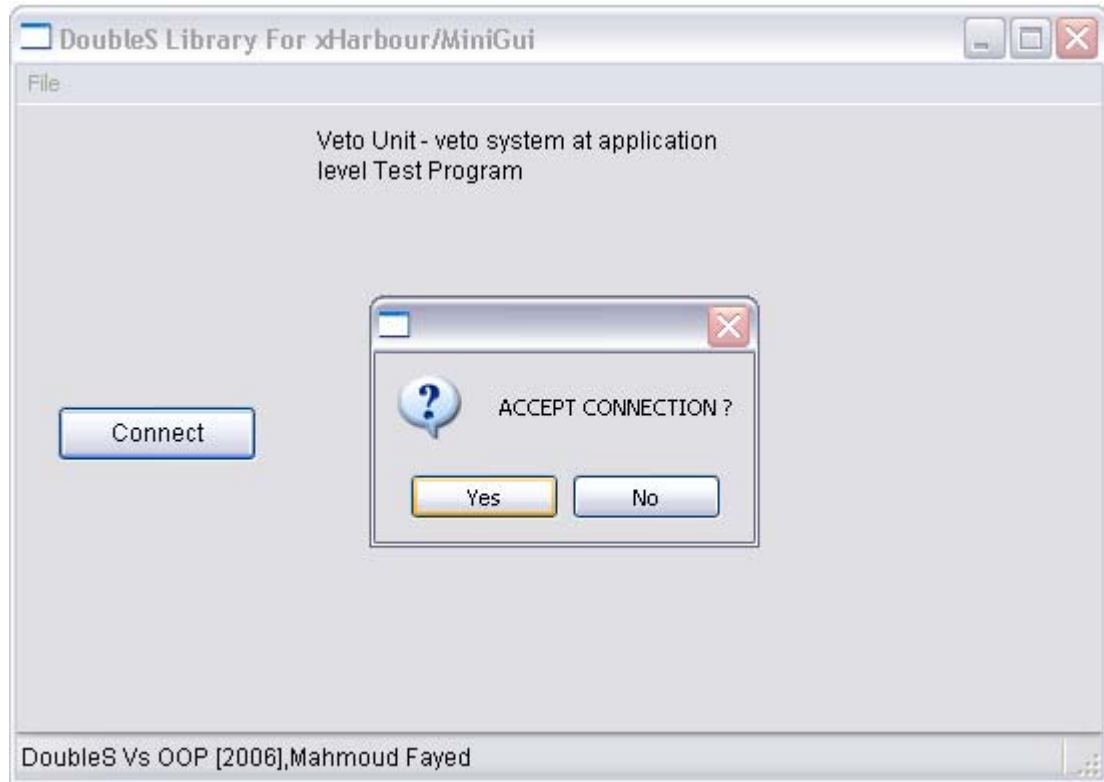 DoubleS Library For xHarbour/MiniGui
File
Veto Unit - veto system at application
level Test Program
ACCEPT CONNECTION ?
Connect
Yes
No
DoubleS Vs OOP [2006],Mahmoud Fayed